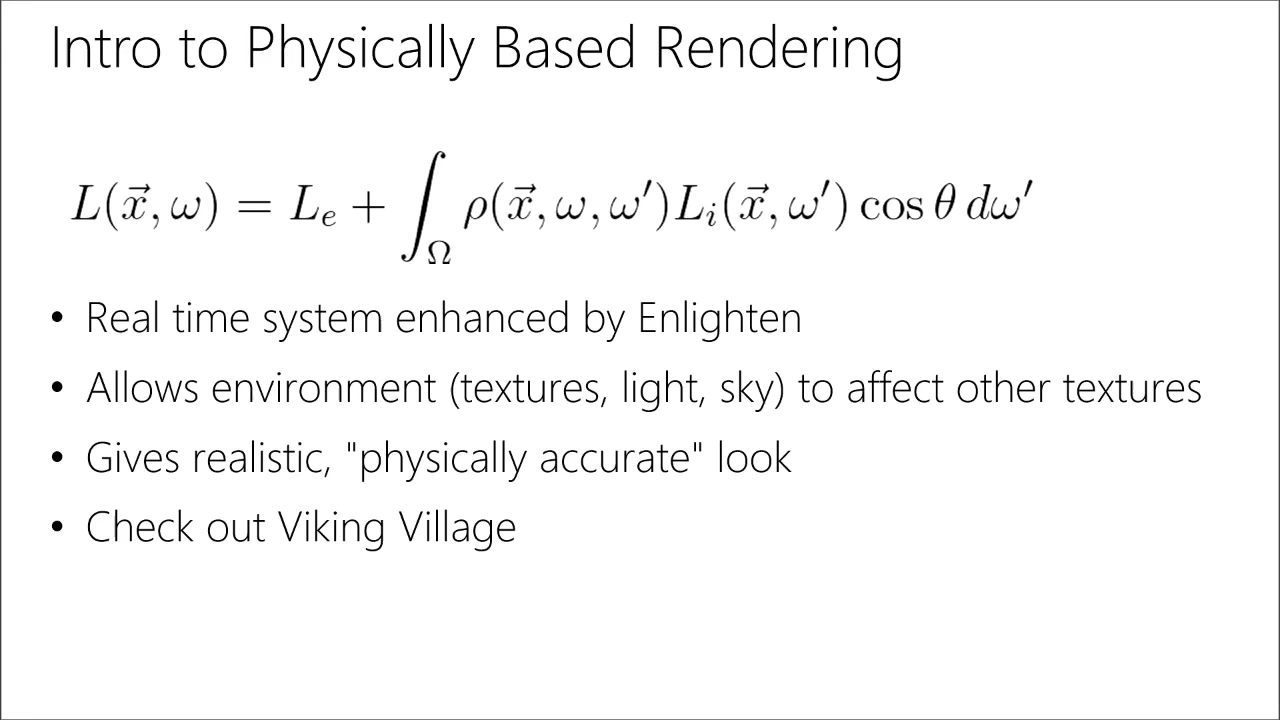 Intro to Physically Based Rendering
L(x⃗, ω) = Lₑ + ∫_Ω ρ(x⃗, ω, ω′)Lᵢ(x⃗, ω′) cos θ dω′
• Real time system enhanced by Enlighten
• Allows environment (textures, light, sky) to affect other textures
• Gives realistic, "physically accurate" look
• Check out Viking Village